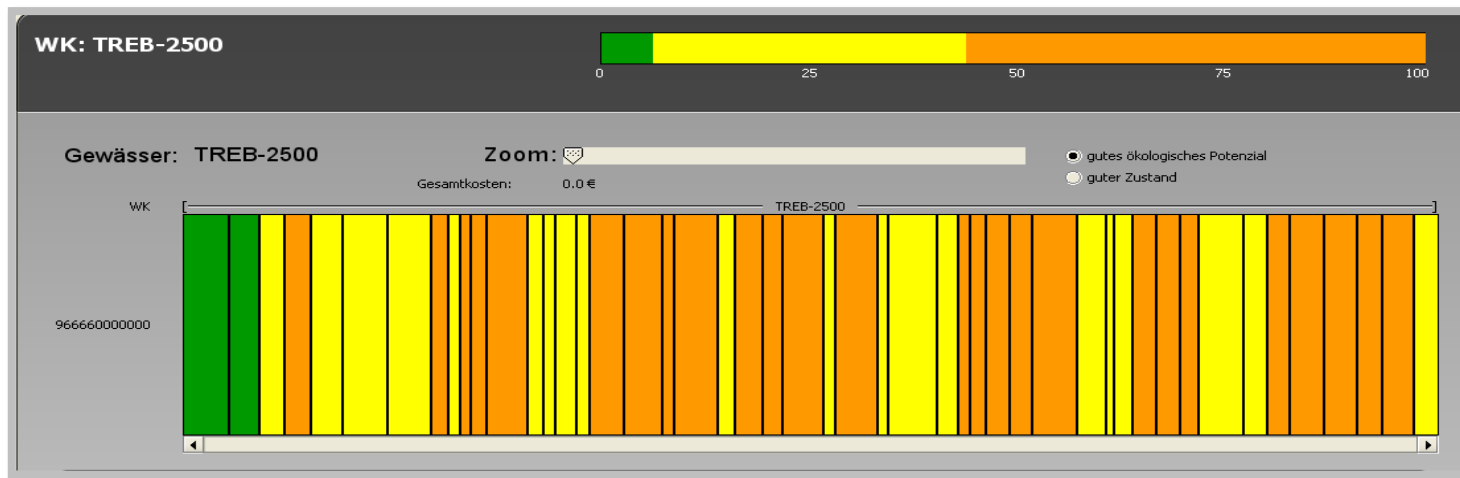 WK: TREB-2500
0 25 50 75 100
Gewässer: TREB-2500 Zoom:
gutes ökologisches Potenzial
Gesamtkosten: 0.0 €
guter Zustand
WK [ TREB-2500 ]
966660000000